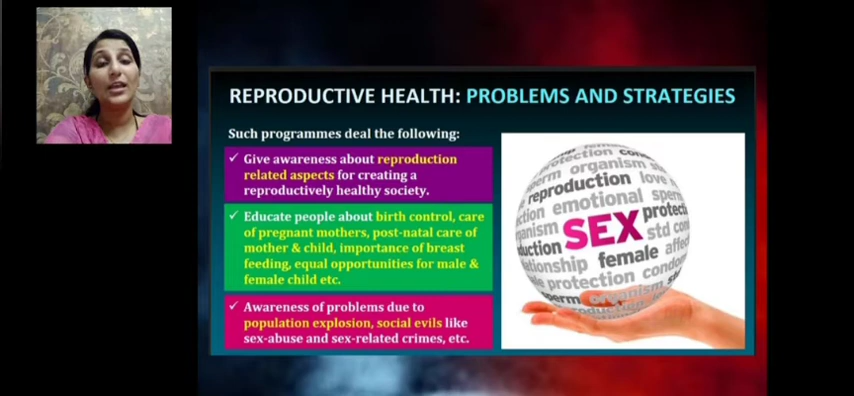 REPRODUCTIVE HEALTH: PROBLEMS AND STRATEGIES
Such programmes deal the following:
✓ Give awareness about reproduction
related aspects for creating a
reproductively healthy society.
✓ Educate people about birth control, care
of pregnant mothers, post-natal care of
mother & child, importance of breast
feeding, equal opportunities for male &
female child etc.
✓ Awareness of problems due to
population explosion, social evils like
sex-abuse and sex-related crimes, etc.
protection
sperm organism
reproduction love
emotional sperm
SEX
std
female
protection
sperm organism